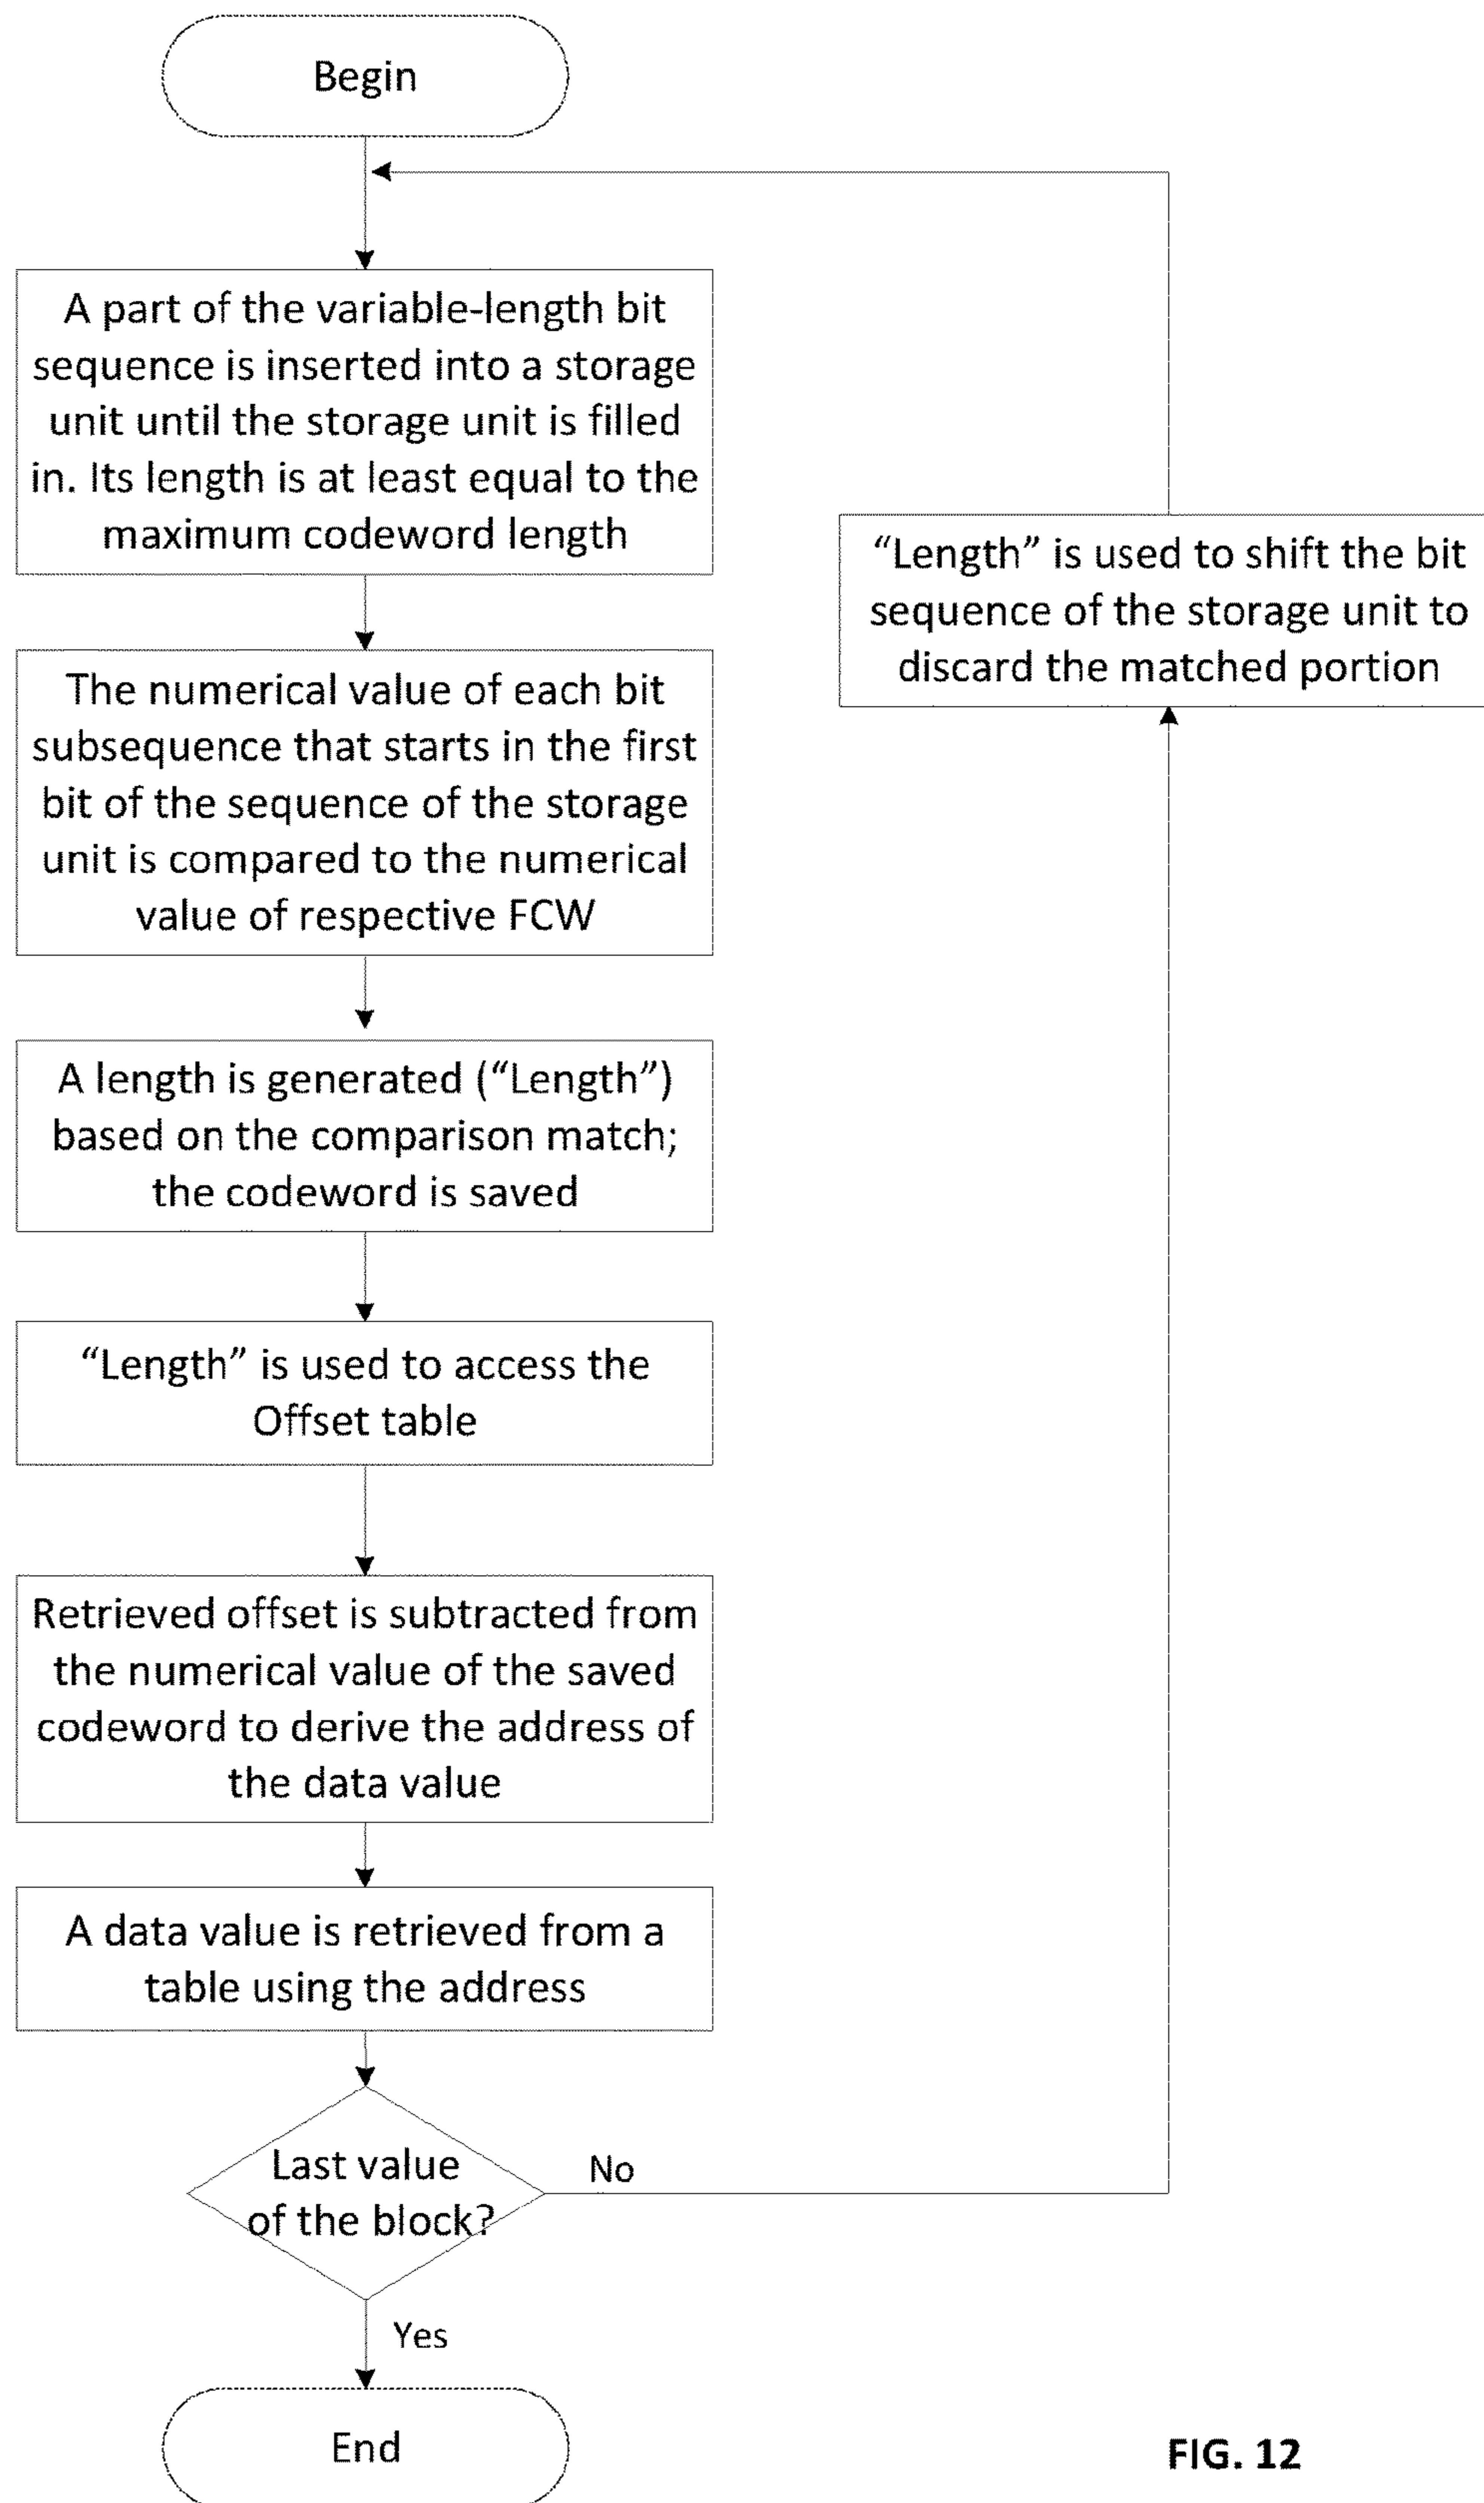 Begin
A part of the variable-length bit
sequence is inserted into a storage
unit until the storage unit is filled
in. Its length is at least equal to the
maximum codeword length
“Length” is used to shift the bit
sequence of the storage unit to
discard the matched portion
The numerical value of each bit
subsequence that starts in the first
bit of the sequence of the storage
unit is compared to the numerical
value of respective FCW
A length is generated (“Length”)
based on the comparison match;
the codeword is saved
“Length” is used to access the
Offset table
Retrieved offset is subtracted from
the numerical value of the saved
codeword to derive the address of
the data value
A data value is retrieved from a
table using the address
Last value
of the block?
No
Yes
End
FIG. 12